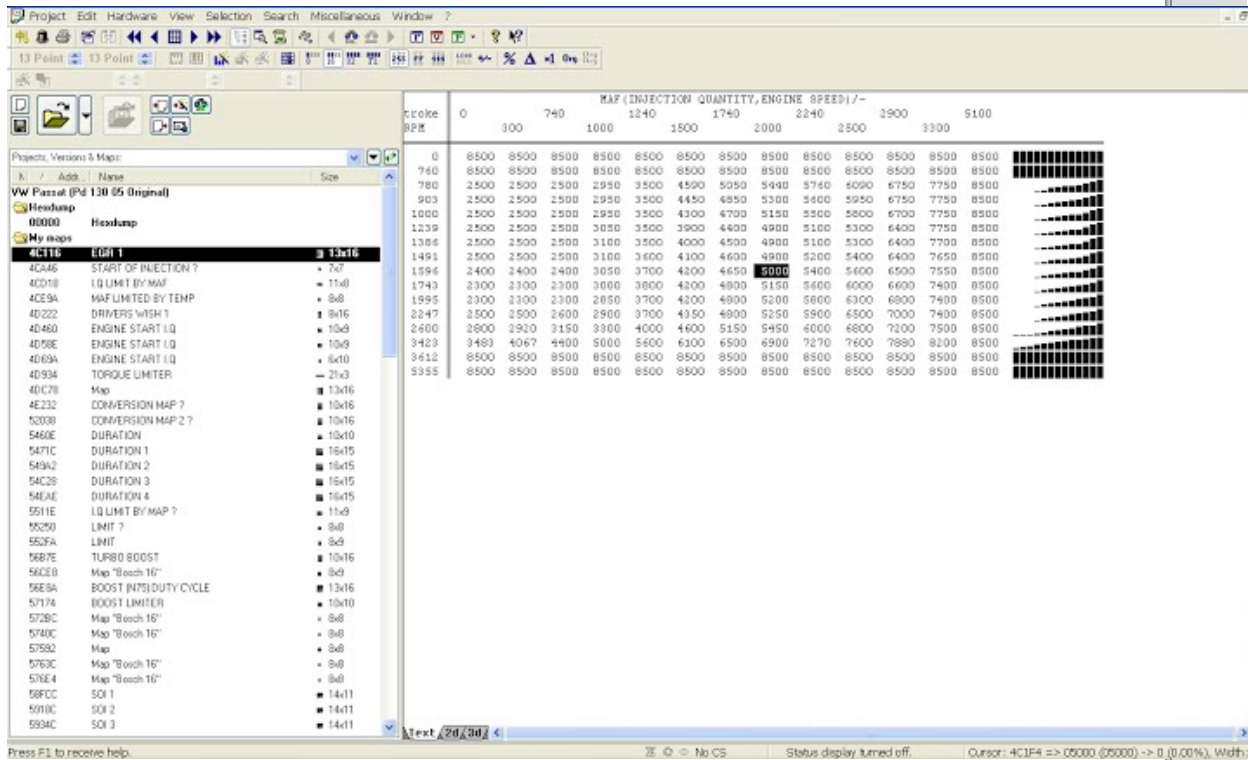 Project Edit Hardware View Selection Search Miscellaneous Window ?
13 Point 13 Point
Projects, Versions & Maps:
Name Size
VW Passat (Pd 130 05 Original)
Hexdump
00000 Hexdump
My maps
4C116 EGR 1 13x16
4CA46 START OF INJECTION ? 7x7
4CD18 I.Q LIMIT BY MAF 11x8
4CE9A MAF LIMITED BY TEMP 8x8
4D222 DRIVERS WISH 1 8x16
4D460 ENGINE START I.Q 10x9
4D58E ENGINE START I.Q 10x9
4D69A ENGINE START I.Q 6x10
4D934 TORQUE LIMITER 21x3
4DC78 Map 13x16
4E232 CONVERSION MAP ? 10x16
52038 CONVERSION MAP 2 ? 10x16
5460E DURATION 10x10
5471C DURATION 1 16x15
549A2 DURATION 2 16x15
54C28 DURATION 3 16x15
54EAE DURATION 4 16x15
5511E I.Q LIMIT BY MAP ? 11x9
55250 LIMIT ? 8x8
552FA LIMIT 8x9
56B7E TURBO BOOST 10x16
56CE8 Map "Bosch 16" 8x9
56E8A BOOST (N75) DUTY CYCLE 13x16
57174 BOOST LIMITER 10x10
572BC Map "Bosch 16" 8x8
5740C Map "Bosch 16" 8x8
57592 Map 8x8
5763C Map "Bosch 16" 8x8
576E4 Map "Bosch 16" 8x8
58FCC SOI 1 14x11
5918C SOI 2 14x11
5934C SOI 3 14x11
MAF(INJECTION QUANTITY,ENGINE SPEED)/-
troke 0 740 1240 1740 2240 2900 5100
RPM 300 1000 1500 2000 2500 3300
0 8500 8500 8500 8500 8500 8500 8500 8500 8500 8500 8500 8500 8500
760 8500 8500 8500 8500 8500 8500 8500 8500 8500 8500 8500 8500 8500
780 2500 2500 2500 2950 3500 4590 5050 5440 5760 6090 6750 7750 8500
903 2500 2500 2500 2950 3500 4450 4850 5300 5600 5950 6750 7750 8500
1000 2500 2500 2500 2950 3500 4300 4700 5150 5500 5800 6700 7750 8500
1239 2500 2500 2500 3050 3500 3900 4400 4900 5100 5300 6400 7750 8500
1386 2500 2500 2500 3100 3500 4000 4500 4900 5100 5300 6400 7700 8500
1491 2500 2500 2500 3100 3600 4100 4600 4900 5200 5400 6400 7650 8500
1596 2400 2400 2400 3050 3700 4200 4650 5000 5400 5600 6500 7550 8500
1743 2300 2300 2300 3000 3800 4200 4800 5150 5600 6000 6600 7400 8500
1995 2300 2300 2300 2850 3700 4200 4800 5200 5800 6300 6800 7400 8500
2247 2500 2500 2600 2900 3700 4350 4800 5250 5900 6500 7000 7400 8500
2600 2800 2920 3150 3300 4000 4600 5150 5450 6000 6800 7200 7500 8500
3423 3483 4067 4400 5000 5600 6100 6500 6900 7270 7600 7880 8200 8500
3612 8500 8500 8500 8500 8500 8500 8500 8500 8500 8500 8500 8500 8500
5355 8500 8500 8500 8500 8500 8500 8500 8500 8500 8500 8500 8500 8500
Text 2d 3d
Press F1 to receive help. No CS Status display turned off. Cursor: 4C1F4 => 05000 (05000) -> 0 (0.00%), Width: